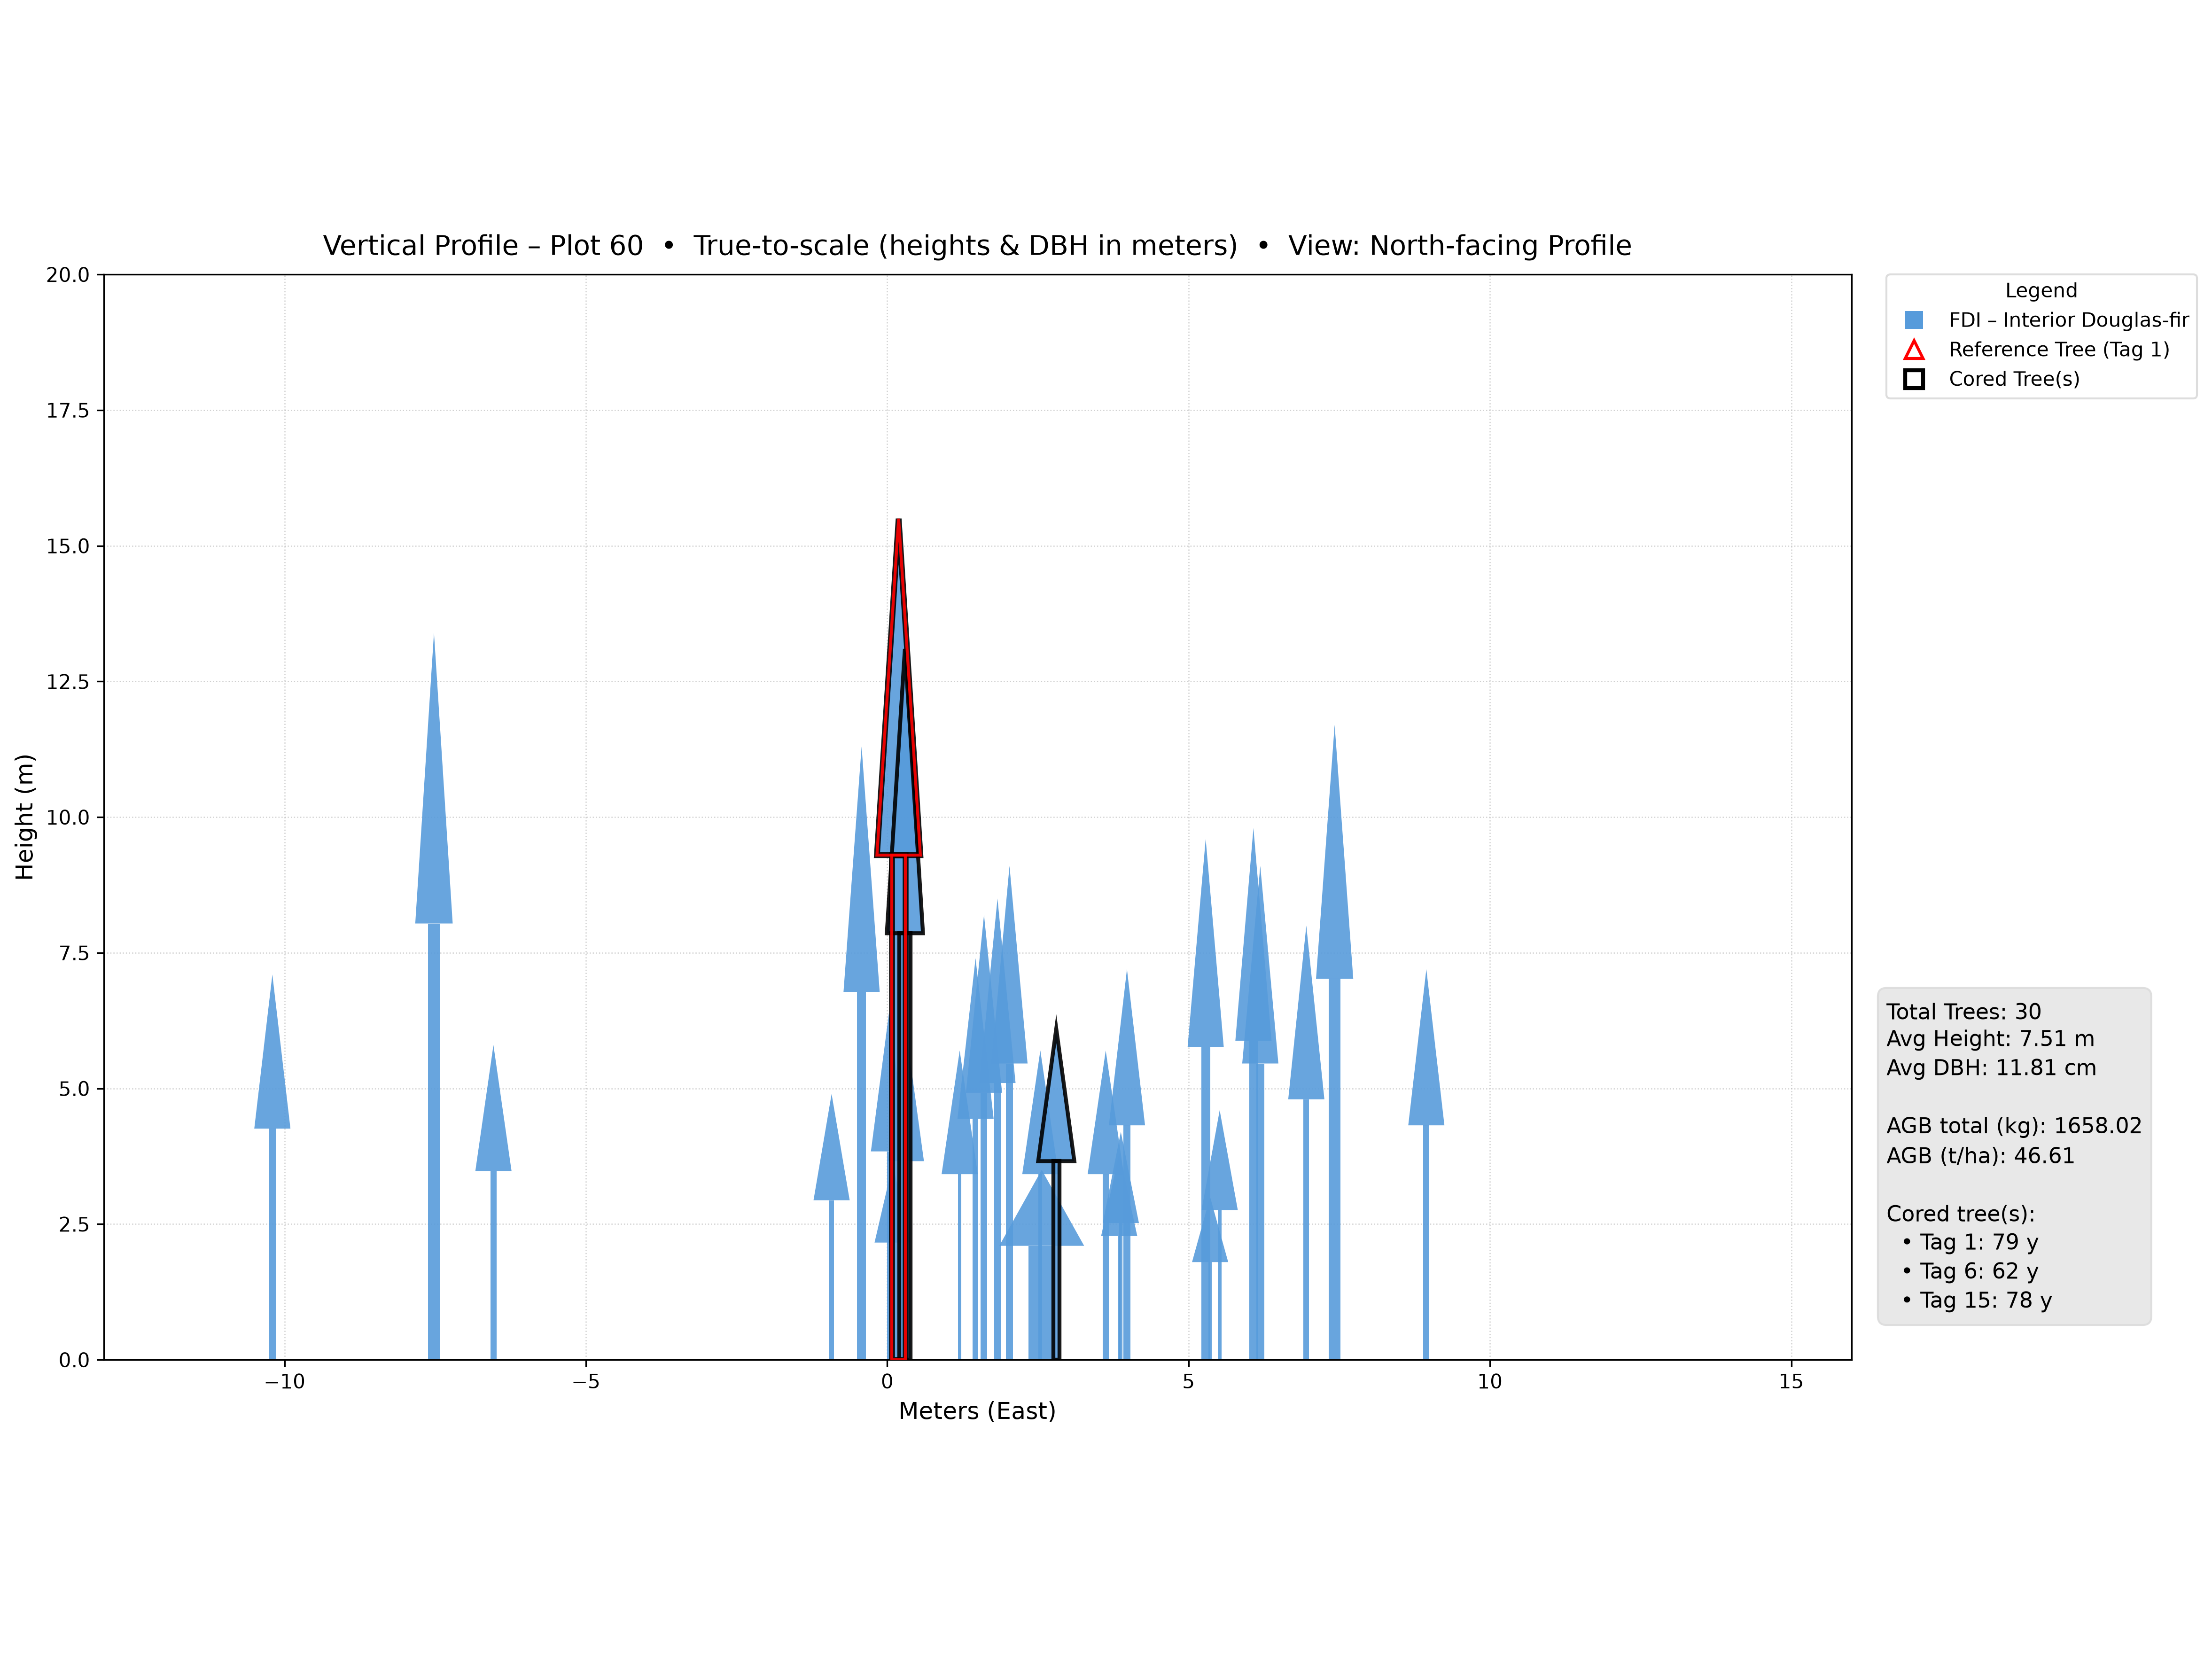 Vertical Profile – Plot 60 • True-to-scale (heights & DBH in meters) • View: North-facing Profile
Height (m)
20.0
17.5
15.0
12.5
10.0
7.5
5.0
2.5
0.0
−10
−5
0
5
10
15
Meters (East)
Legend
FDI – Interior Douglas-fir
Reference Tree (Tag 1)
Cored Tree(s)
Total Trees: 30
Avg Height: 7.51 m
Avg DBH: 11.81 cm
AGB total (kg): 1658.02
AGB (t/ha): 46.61
Cored tree(s):
• Tag 1: 79 y
• Tag 6: 62 y
• Tag 15: 78 y